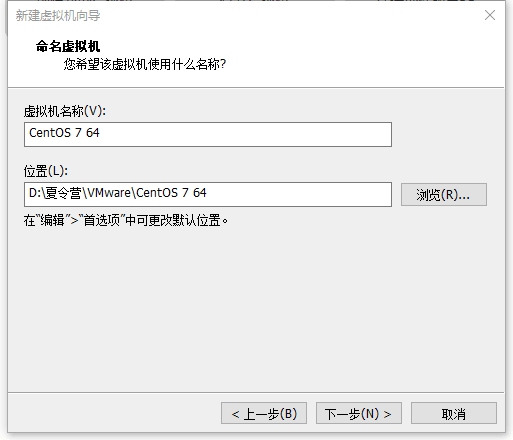 新建虚拟机向导
命名虚拟机
您希望该虚拟机使用什么名称?
虚拟机名称(V):
CentOS 7 64
位置(L):
D:\夏令营\VMware\CentOS 7 64
浏览(R)...
在“编辑”>“首选项”中可更改默认位置。
< 上一步(B)
下一步(N) >
取消